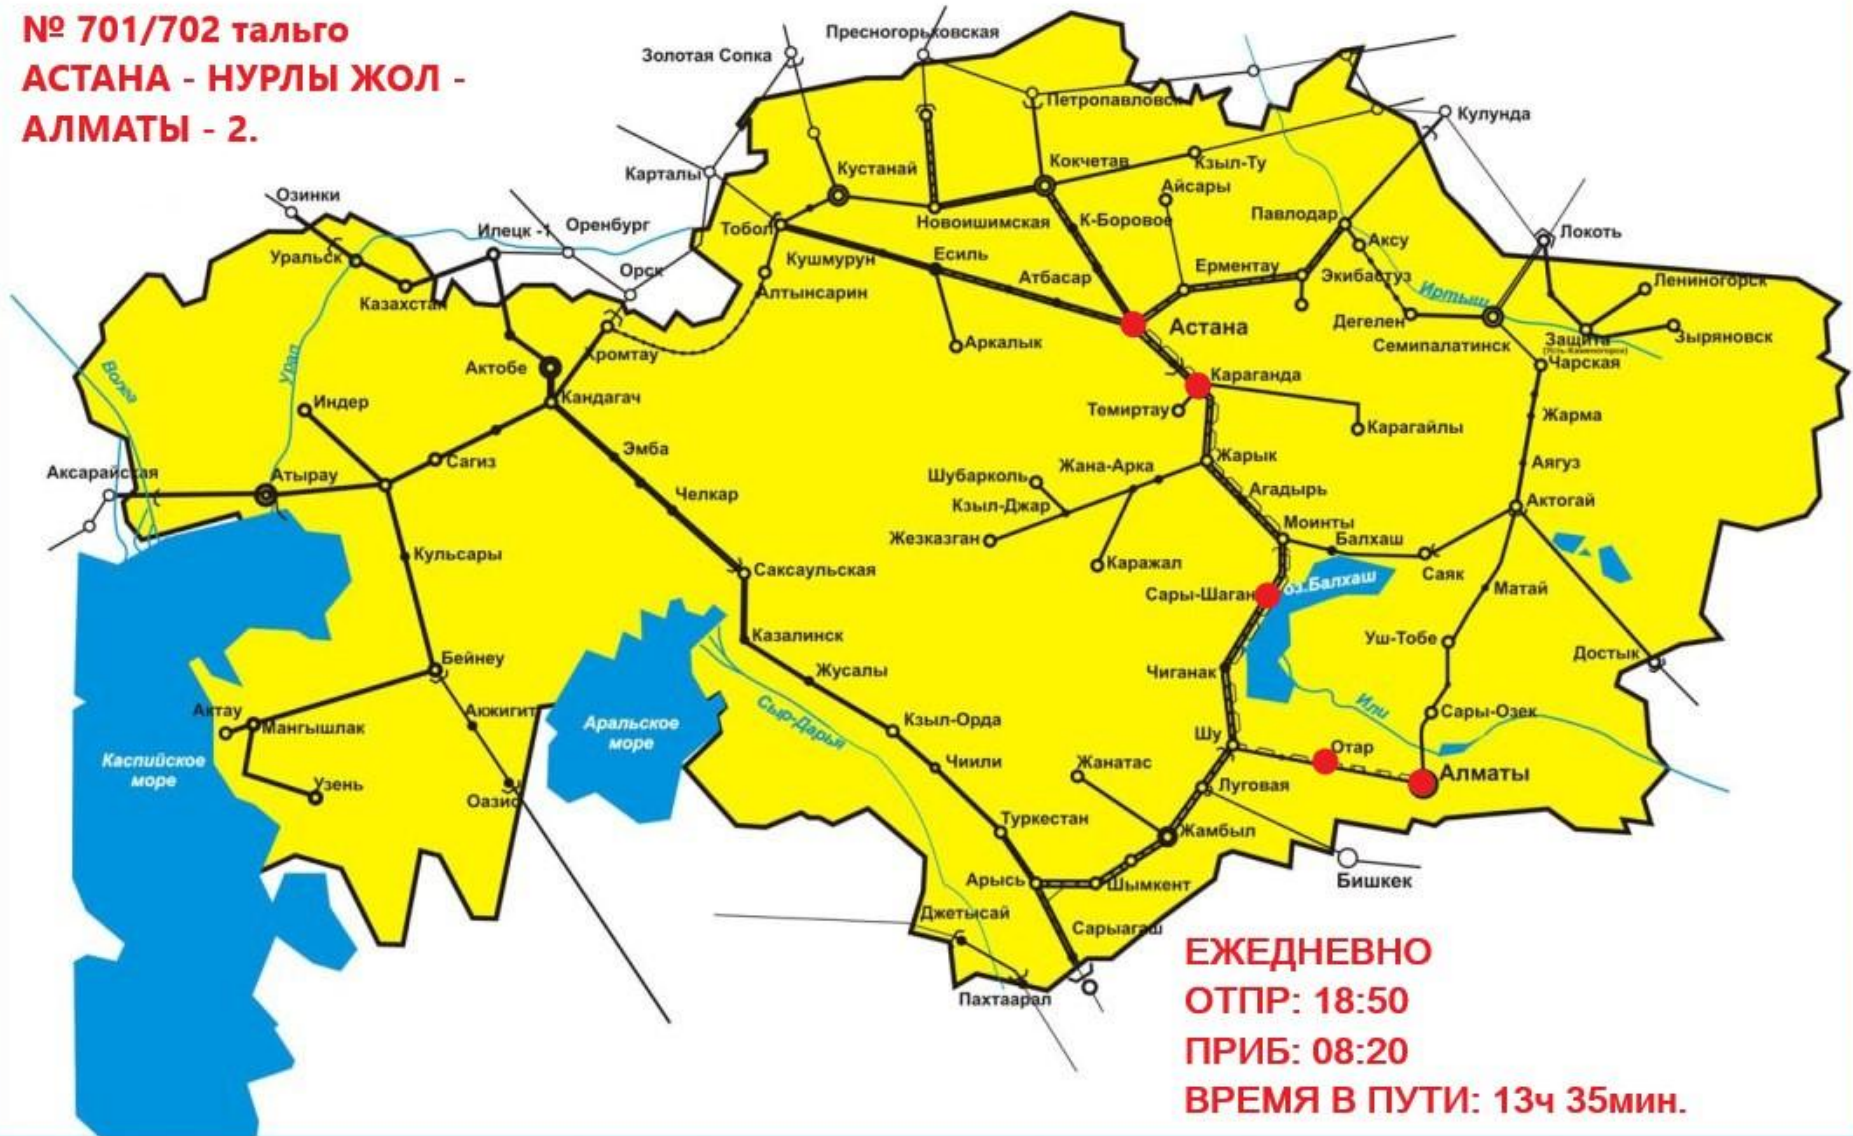 № 701/702 тальго
АСТАНА - НУРЛЫ ЖОЛ -
АЛМАТЫ - 2.
Пресногорьковская
Золотая Сопка
Петропавловск
Кулунда
Карталы
Кустанай
Кокчетав
Кзыл-Ту
Айсары
Озинки
Илецк -1
Оренбург
Тобол
Новоишимская
К-Боровое
Павлодар
Аксу
Локоть
Уральск
Орск
Кушмурун
Есиль
Атбасар
Ерментау
Экибастуз
Иртыш
Лениногорск
Казахстан
Алтынсарин
Аркалык
Астана
Дегелен
Семипалатинск
Защита
(Усть-Каменогорск)
Зыряновск
Чарская
Волга
Урал
Хромтау
Актобе
Кандагач
Индер
Караганда
Темиртау
Карагайлы
Жарма
Эмба
Сагиз
Аксарайская
Атырау
Челкар
Шубарколь
Жана-Арка
Жарык
Аягуз
Кзыл-Джар
Агадырь
Актогай
Жезказган
Моинты
Балхаш
Кульсары
Саксаульская
Каражал
Саяк
Сары-Шаган
оз.Балхаш
Матай
Казалинск
Уш-Тобе
Достык
Бейнеу
Жусалы
Чиганак
Или
Актау
Мангышлак
Акжигит
Аральское
море
Сыр-Дарья
Кзыл-Орда
Сары-Озек
Шу
Отар
Каспийское
море
Узень
Оазис
Чиили
Жанатас
Луговая
Алматы
Туркестан
Жамбыл
Арысь
Шымкент
Бишкек
Джетысай
Сарыагаш
Пахтаарал
ЕЖЕДНЕВНО
ОТПР: 18:50
ПРИБ: 08:20
ВРЕМЯ В ПУТИ: 13ч 35мин.